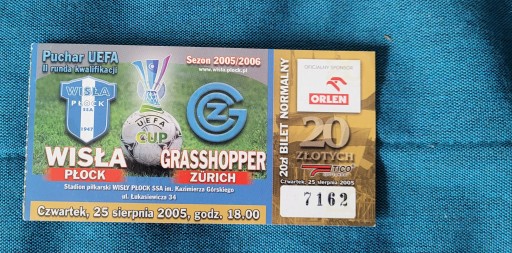 Puchar UEFA
II runda kwalifikacji
Sezon 2005/2006
www.wisla.plock.pl
WISŁA
PŁOCK
SSA
1947
UEFA
CUP
GCZ
WISŁA
PŁOCK
GRASSHOPPER
ZÜRICH
Stadion piłkarski WISŁY PŁOCK SSA im. Kazimierza Górskiego
ul. Łukasiewicza 34
Czwartek, 25 sierpnia 2005, godz. 18.00
20zł BILET NORMALNY
OFICJALNY SPONSOR
ORLEN
20
ZŁOTYCH
Czwartek, 25 sierpnia 2005
7162